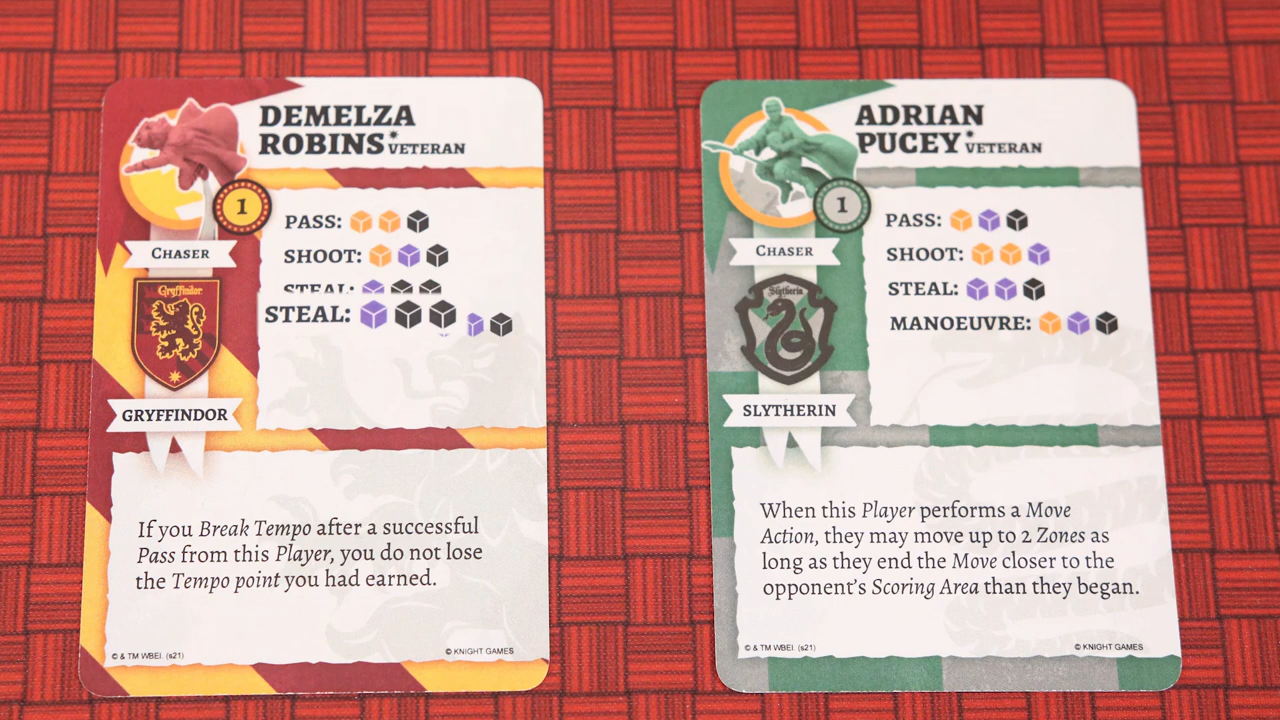 DEMELZA
ROBINS*VETERAN
1
PASS:
CHASER
SHOOT:
STEAL:
STEAL:
Gryffindor
GRYFFINDOR
If you Break Tempo after a successful
Pass from this Player, you do not lose
the Tempo point you had earned.
© & TM WBEI. (s21)
© KNIGHT GAMES
ADRIAN
PUCEY*VETERAN
1
PASS:
CHASER
SHOOT:
STEAL:
Slytherin
MANOEUVRE:
SLYTHERIN
When this Player performs a Move
Action, they may move up to 2 Zones as
long as they end the Move closer to the
opponent's Scoring Area than they began.
© & TM WBEI. (s21)
© KNIGHT GAMES